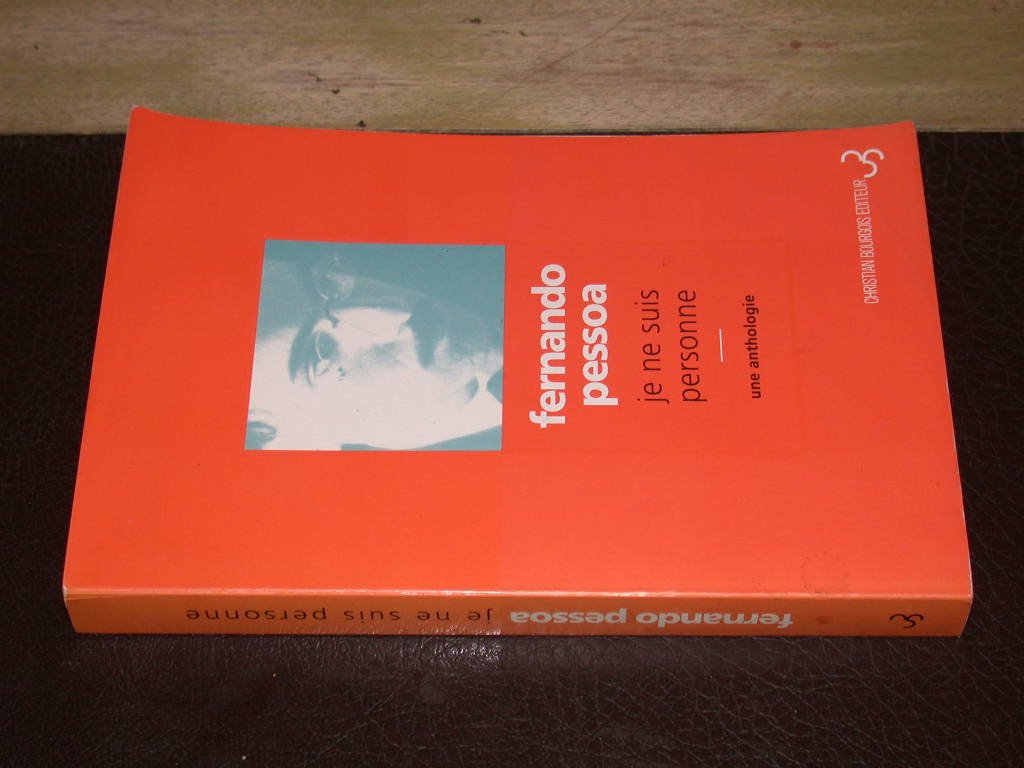 fernando
pessoa
je ne suis
personne
une anthologie
CHRISTIAN BOURGOIS EDITEUR
fernando pessoa je ne suis personne